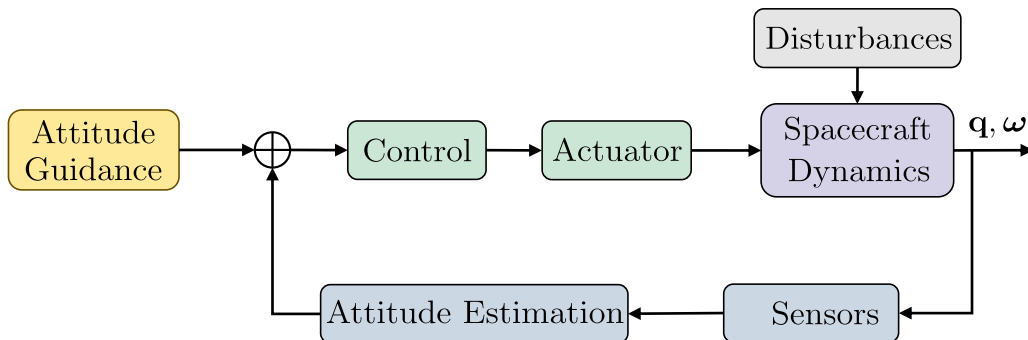 Disturbances
Attitude
Guidance
Control
Actuator
Spacecraft
Dynamics
q, ω
Attitude Estimation
Sensors